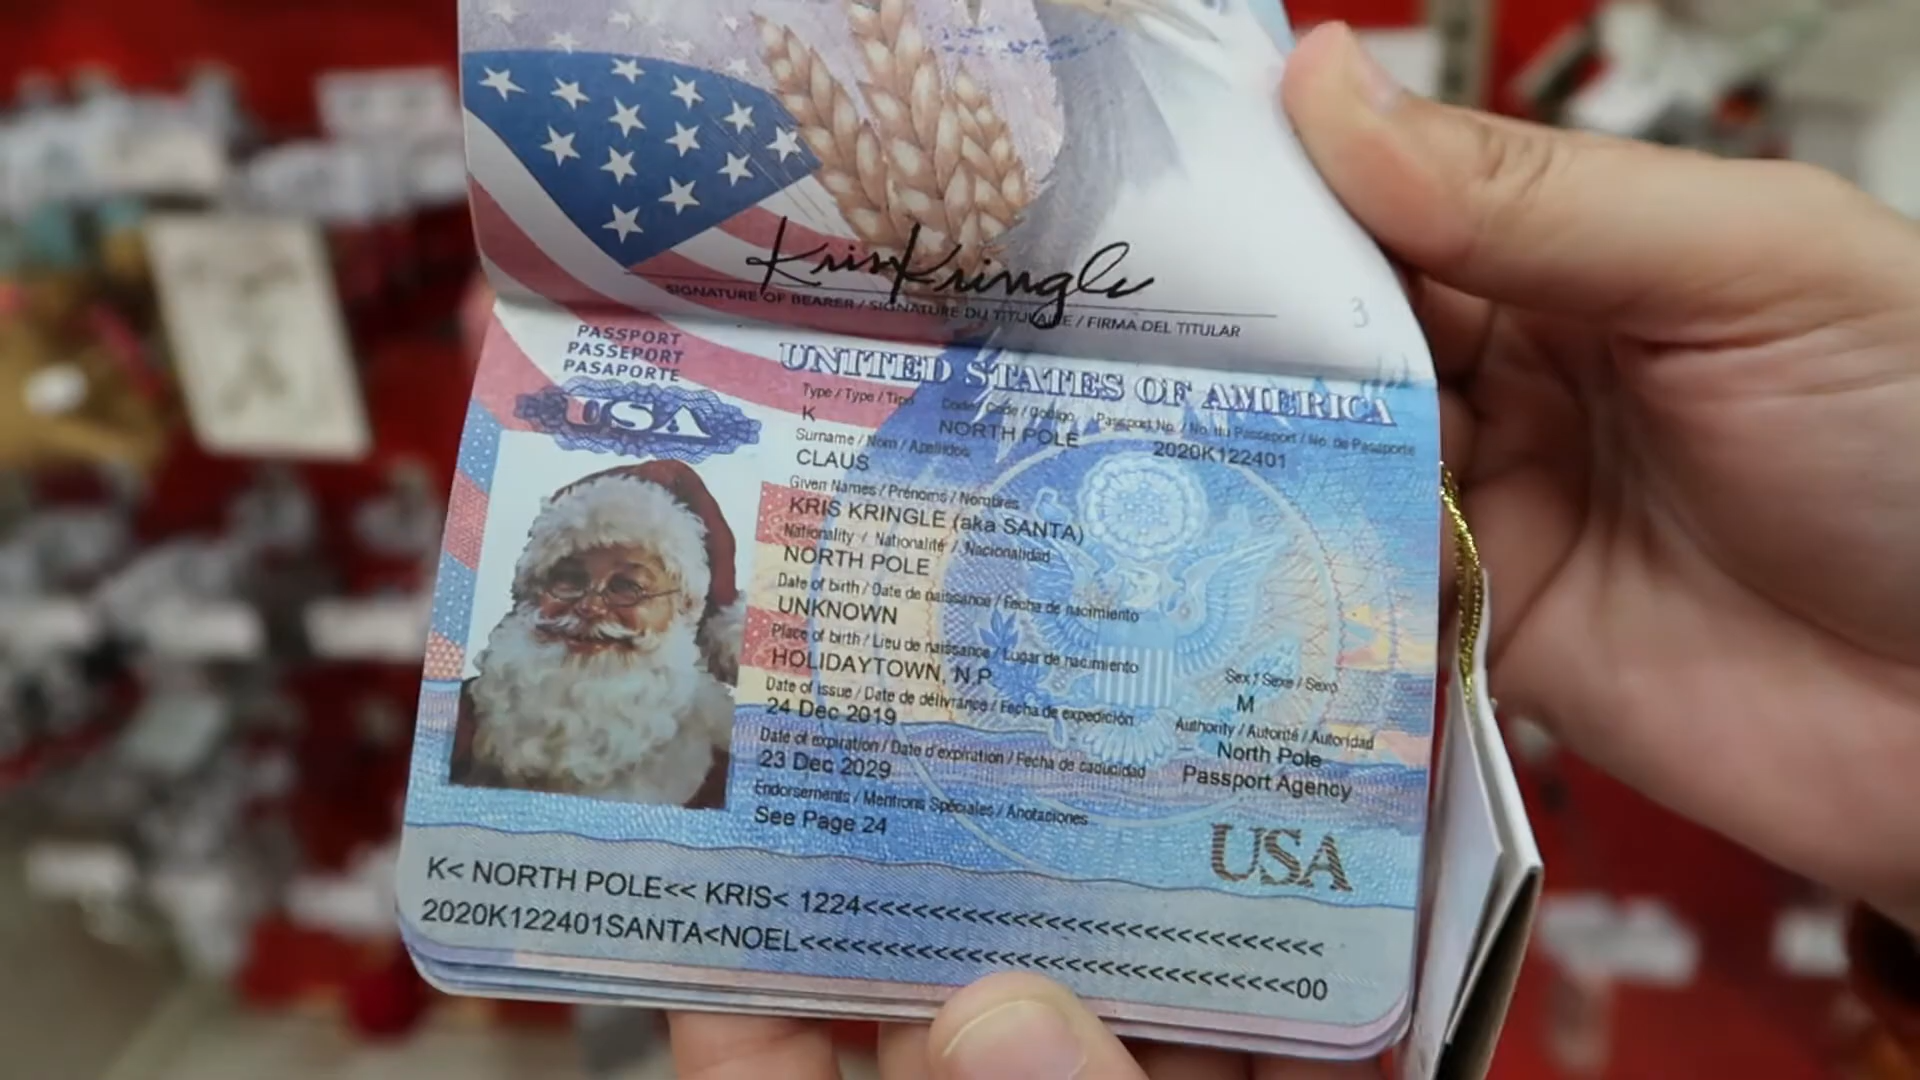 Kris Kringle
SIGNATURE OF BEARER / SIGNATURE DU TITULAIRE / FIRMA DEL TITULAR
3
PASSPORT
PASSEPORT
PASAPORTE
USA
UNITED STATES OF AMERICA
Type / Type / Tipo Code / Code / Codigo Passport No. / No. du Passeport / No. de Pasaporte
K NORTH POLE 2020K122401
Surname / Nom / Apellidos
CLAUS
Given Names / Prénoms / Nombres
KRIS KRINGLE (aka SANTA)
Nationality / Nationalité / Nacionalidad
NORTH POLE
Date of birth / Date de naissance / Fecha de nacimiento
UNKNOWN
Place of birth / Lieu de naissance / Lugar de nacimiento
HOLIDAYTOWN, N.P.
Sex / Sexe / Sexo
M
Date of issue / Date de délivrance / Fecha de expedición
24 Dec 2019
Authority / Autorité / Autoridad
North Pole
Passport Agency
Date of expiration / Date d'expiration / Fecha de caducidad
23 Dec 2029
Endorsements / Mentions Spéciales / Anotaciones
See Page 24
USA
K< NORTH POLE<< KRIS< 1224<<<<<<<<<<<<<<<<<<<<<<<<<<<<
2020K122401SANTA<NOEL<<<<<<<<<<<<<<<<<<<<<<<<<<<<<<00